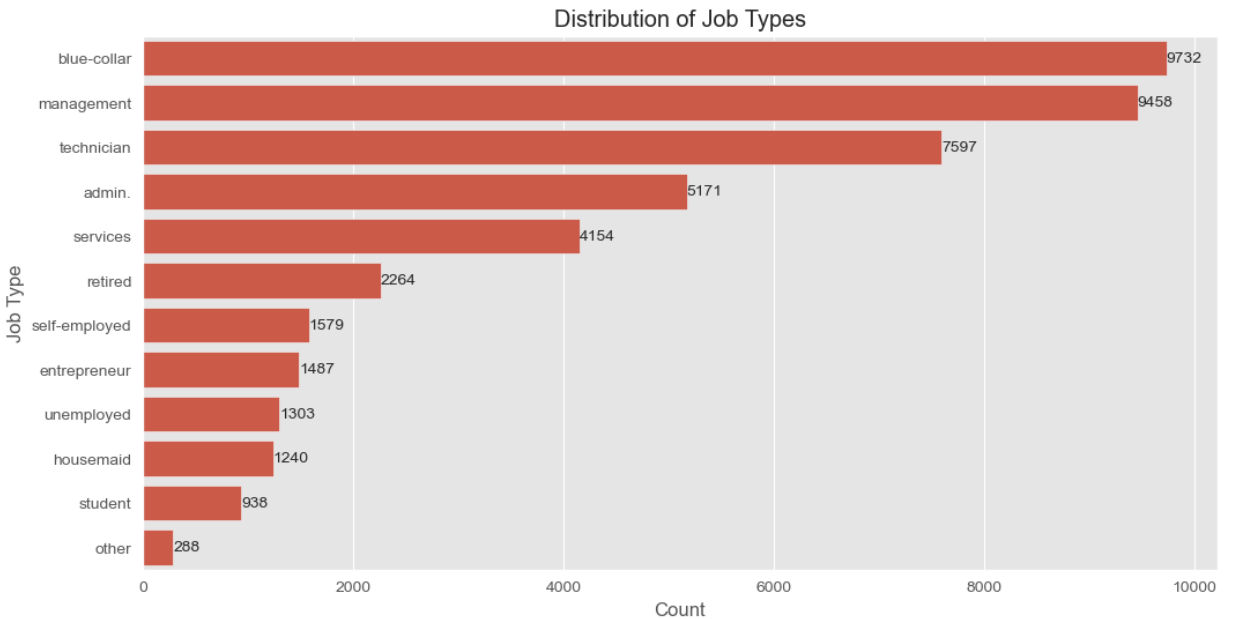 Distribution of Job Types
Job Type
blue-collar 9732
management 9458
technician 7597
admin. 5171
services 4154
retired 2264
self-employed 1579
entrepreneur 1487
unemployed 1303
housemaid 1240
student 938
other 288
0 2000 4000 6000 8000 10000
Count